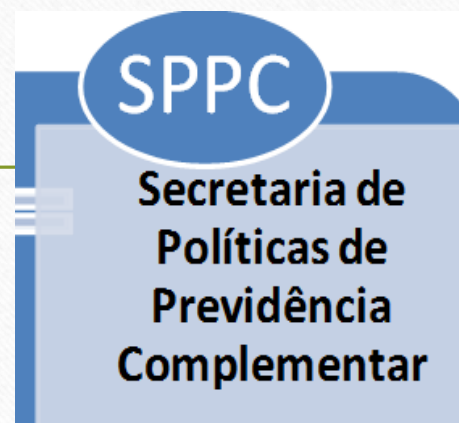 SPPC
Secretaria de
Políticas de
Previdência
Complementar